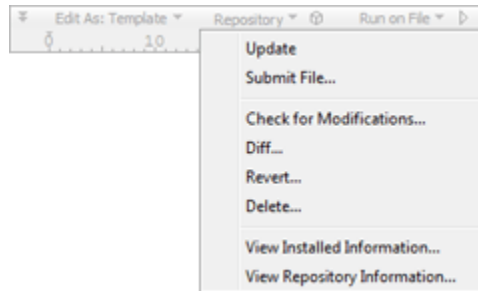 Edit As: Template Repository Run on File
0 10
Update
Submit File...
Check for Modifications...
Diff...
Revert...
Delete...
View Installed Information...
View Repository Information...